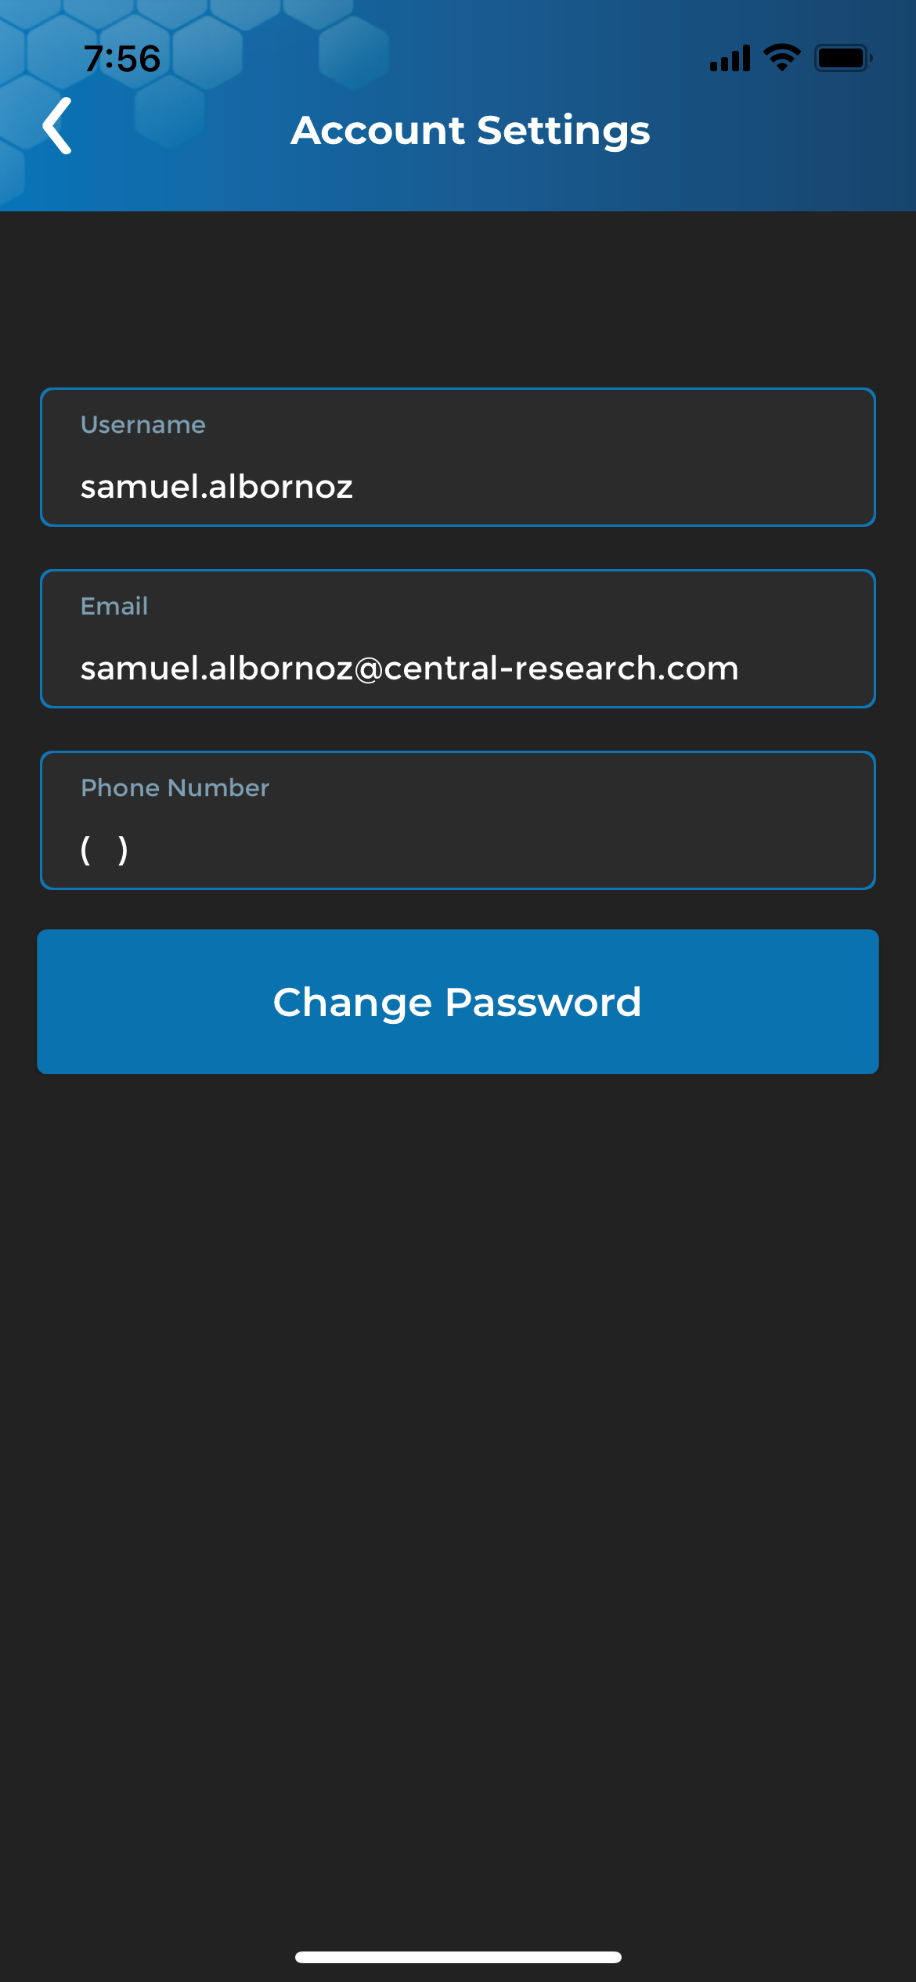 7:56
Account Settings
Username
samuel.albornoz
Email
samuel.albornoz@central-research.com
Phone Number
( )
Change Password